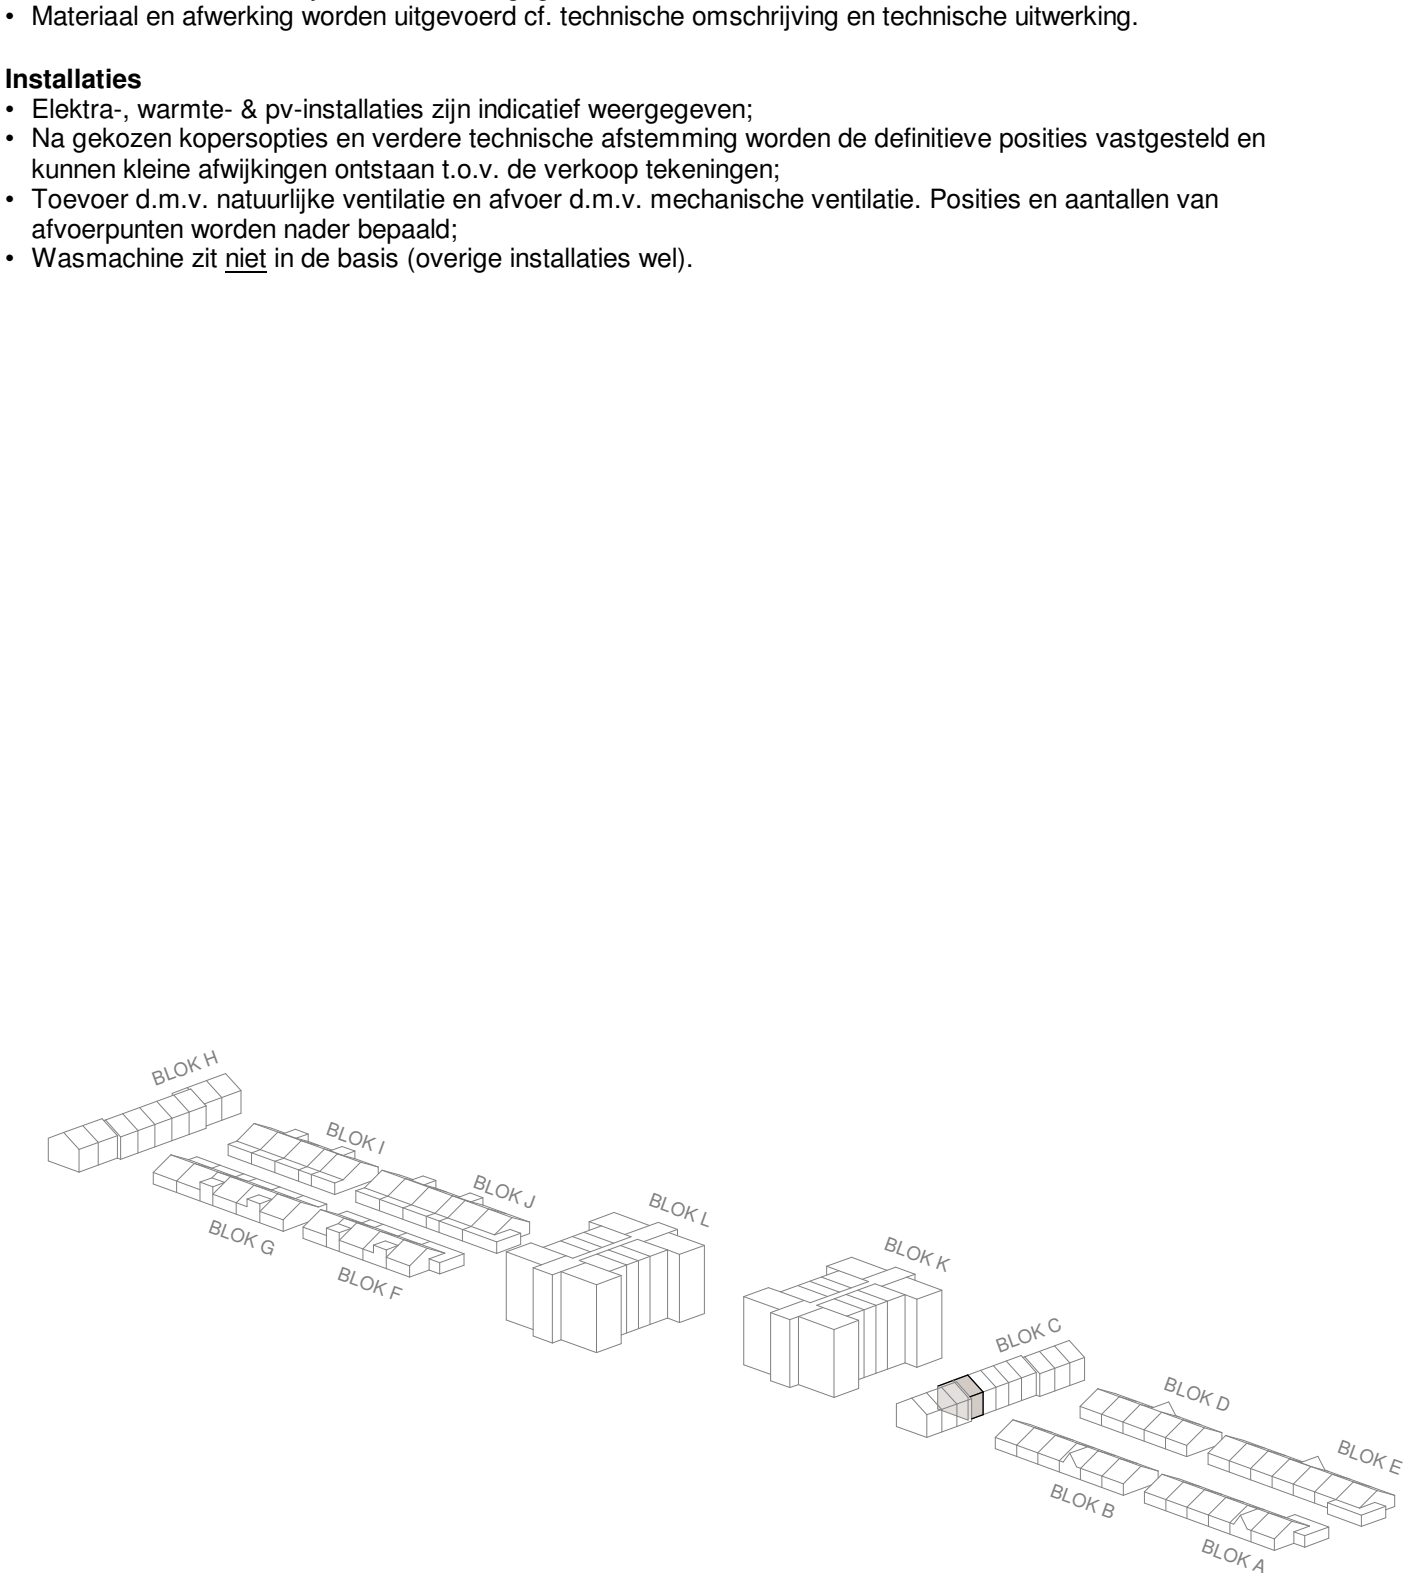 • Materiaal en afwerking worden uitgevoerd cf. technische omschrijving en technische uitwerking.
Installaties
• Elektra-, warmte- & pv-installaties zijn indicatief weergegeven;
• Na gekozen kopersopties en verdere technische afstemming worden de definitieve posities vastgesteld en
kunnen kleine afwijkingen ontstaan t.o.v. de verkoop tekeningen;
• Toevoer d.m.v. natuurlijke ventilatie en afvoer d.m.v. mechanische ventilatie. Posities en aantallen van
afvoerpunten worden nader bepaald;
• Wasmachine zit niet in de basis (overige installaties wel).
BLOK H
BLOK I
BLOK J
BLOK L
BLOK G
BLOK F
BLOK K
BLOK C
BLOK D
BLOK E
BLOK B
BLOK A